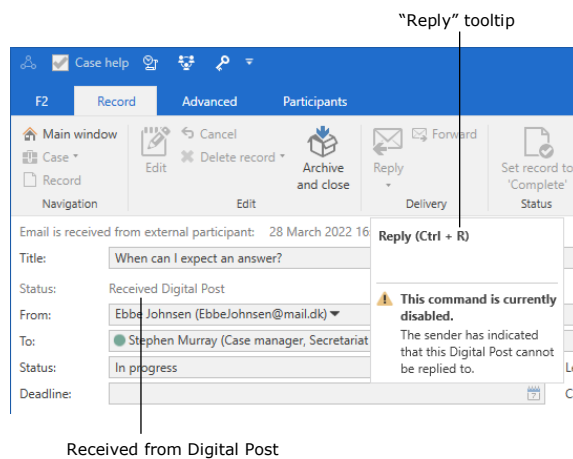 “Reply” tooltip
Case help
F2 Record Advanced Participants
Main window
Case
Record
Navigation
Edit
Cancel
Delete record
Archive
and close
Edit
Reply
Forward
Delivery
Set record to
'Complete'
Status
Email is received from external participant: 28 March 2022 16
Title: When can I expect an answer?
Status: Received Digital Post
From: Ebbe Johnsen (EbbeJohnsen@mail.dk)
To: Stephen Murray (Case manager, Secretariat
Status: In progress
Deadline:
Reply (Ctrl + R)
This command is currently
disabled.
The sender has indicated
that this Digital Post cannot
be replied to.
Received from Digital Post